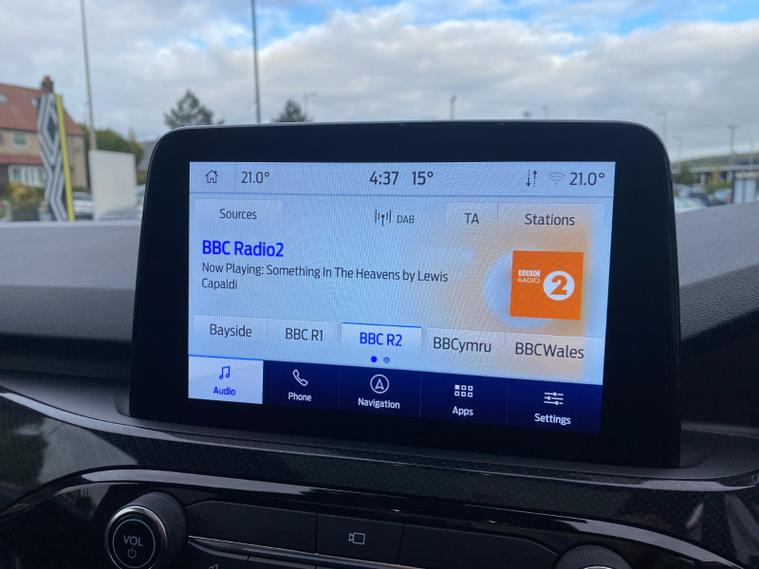 21.0° 4:37 15° 21.0°
Sources DAB TA Stations
BBC Radio2
Now Playing: Something In The Heavens by Lewis
Capaldi
BBC
RADIO 2
Bayside BBC R1 BBC R2 BBCymru BBCWales
Audio Phone Navigation Apps Settings
VOL